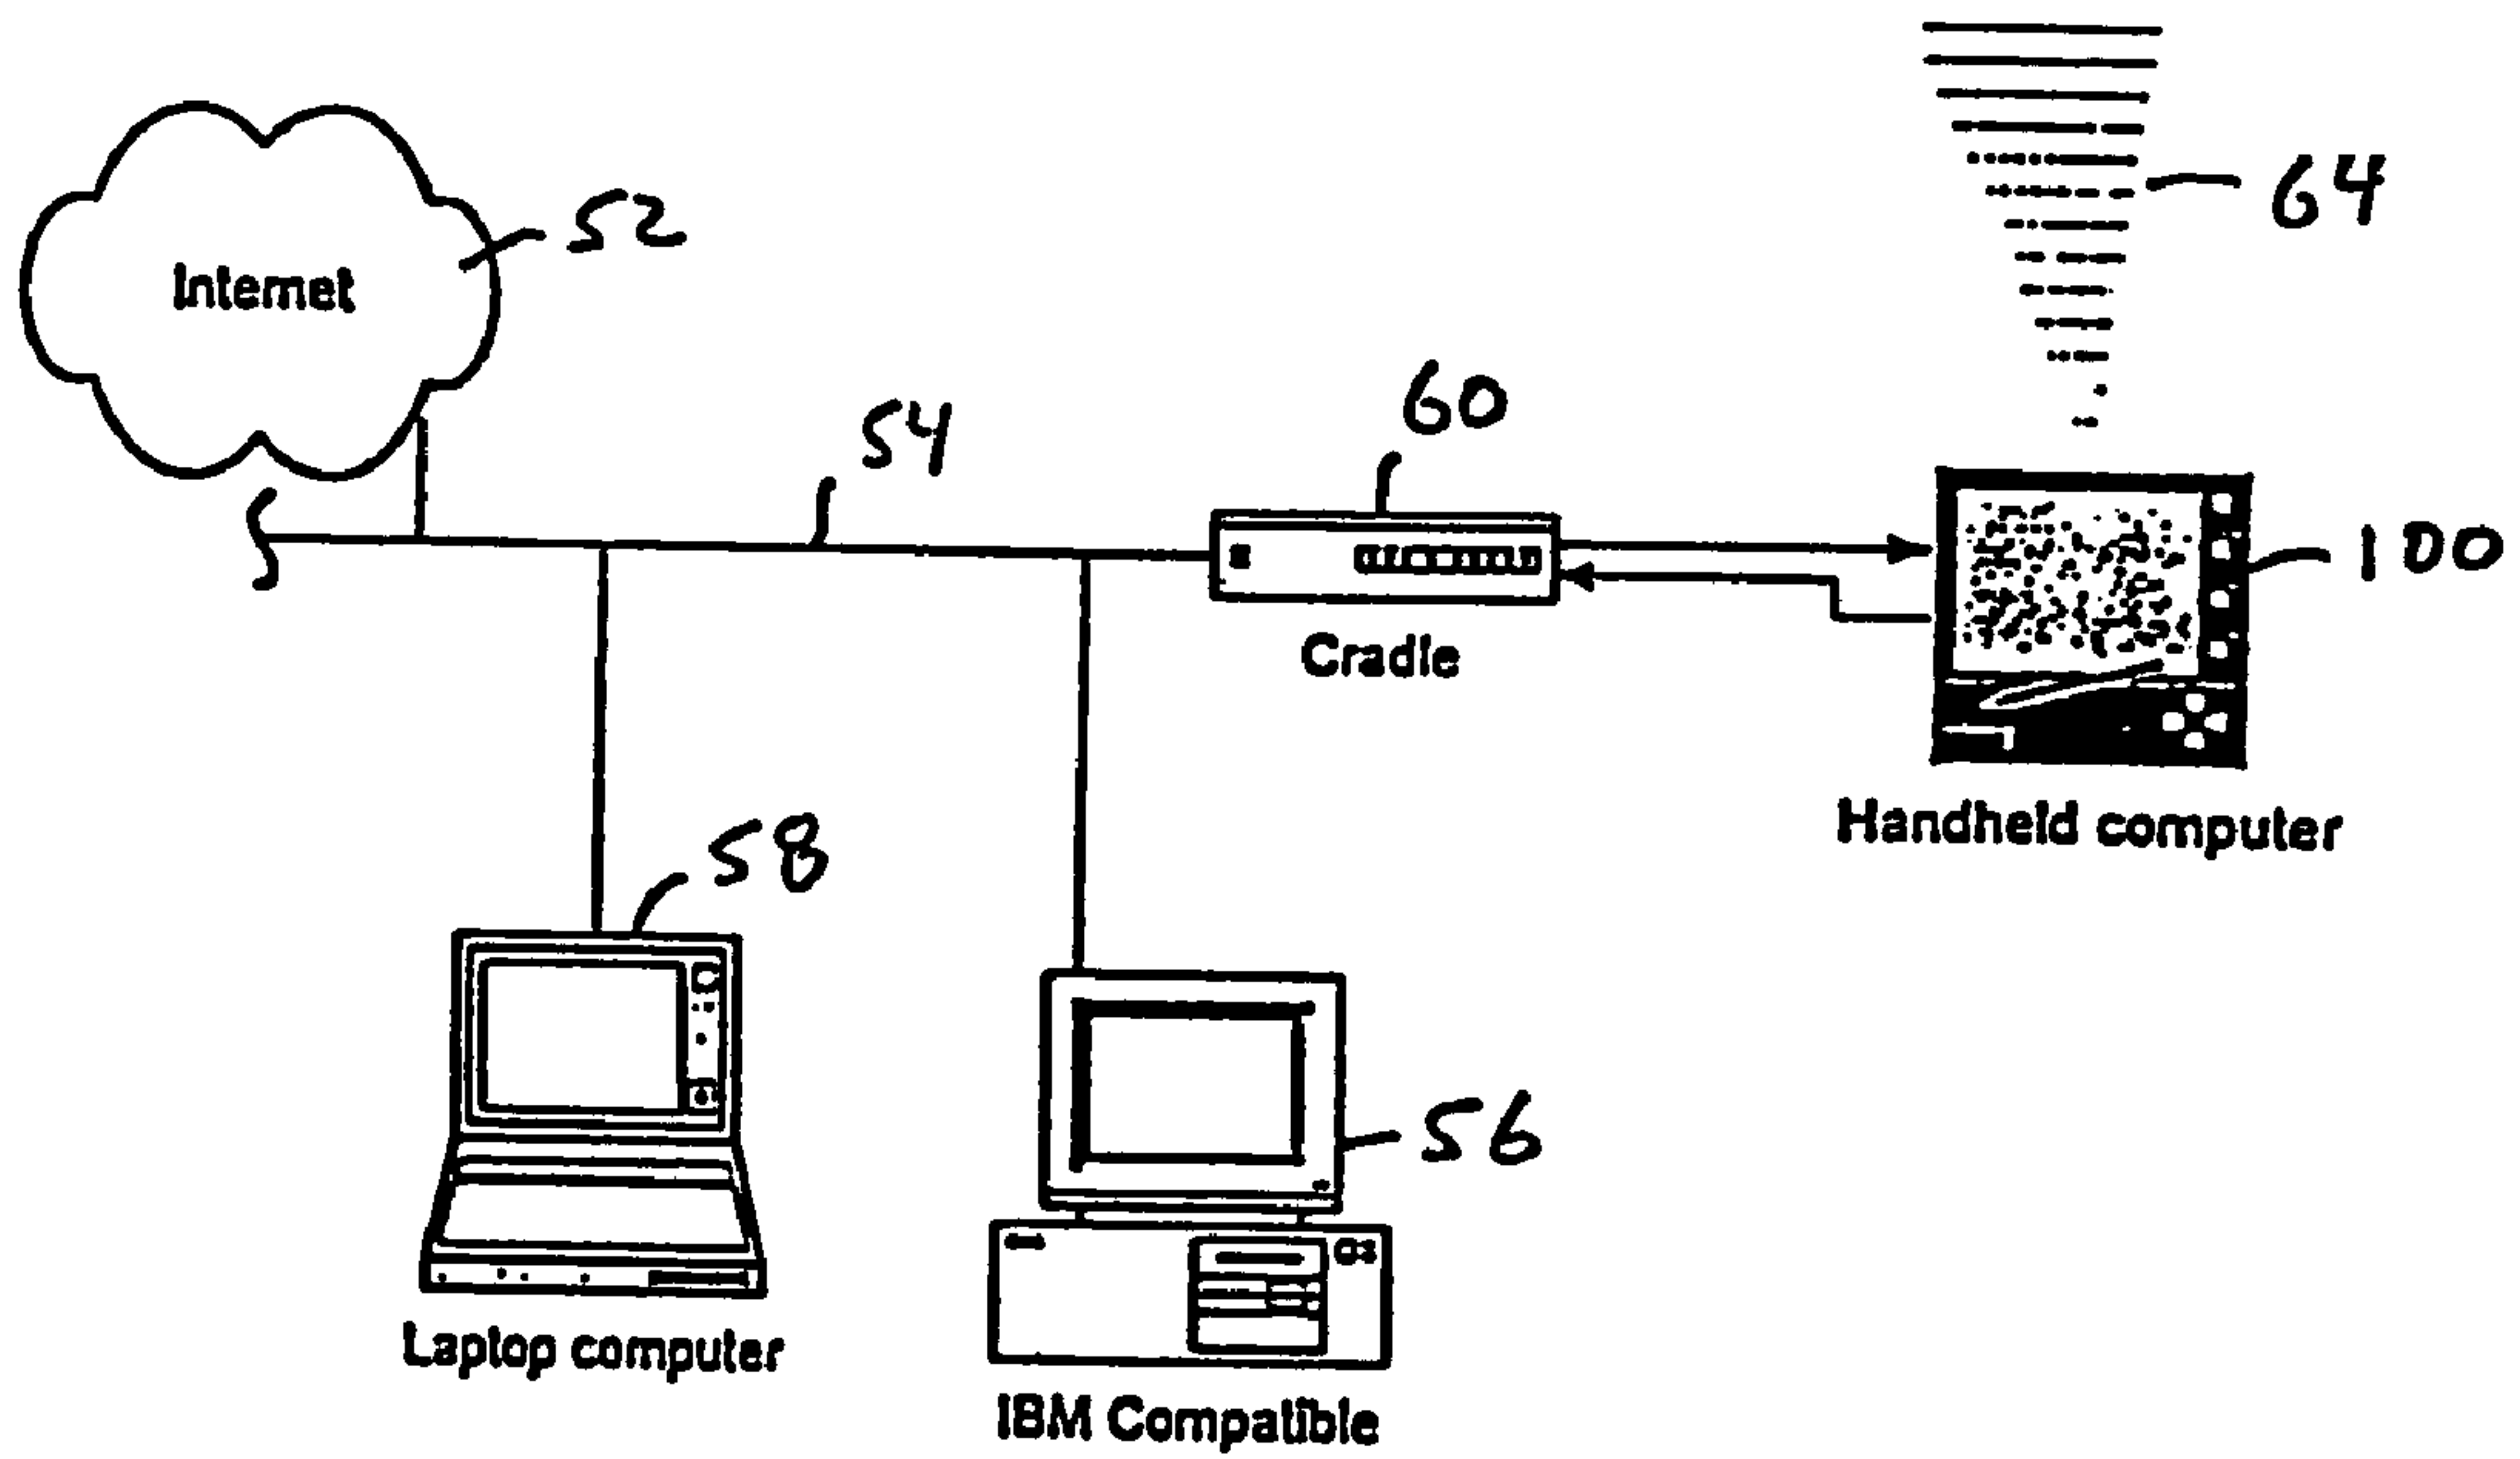 64
52
Internet
60
54
100
Cradle
Handheld computer
58
56
Laptop computer
IBM Compatible